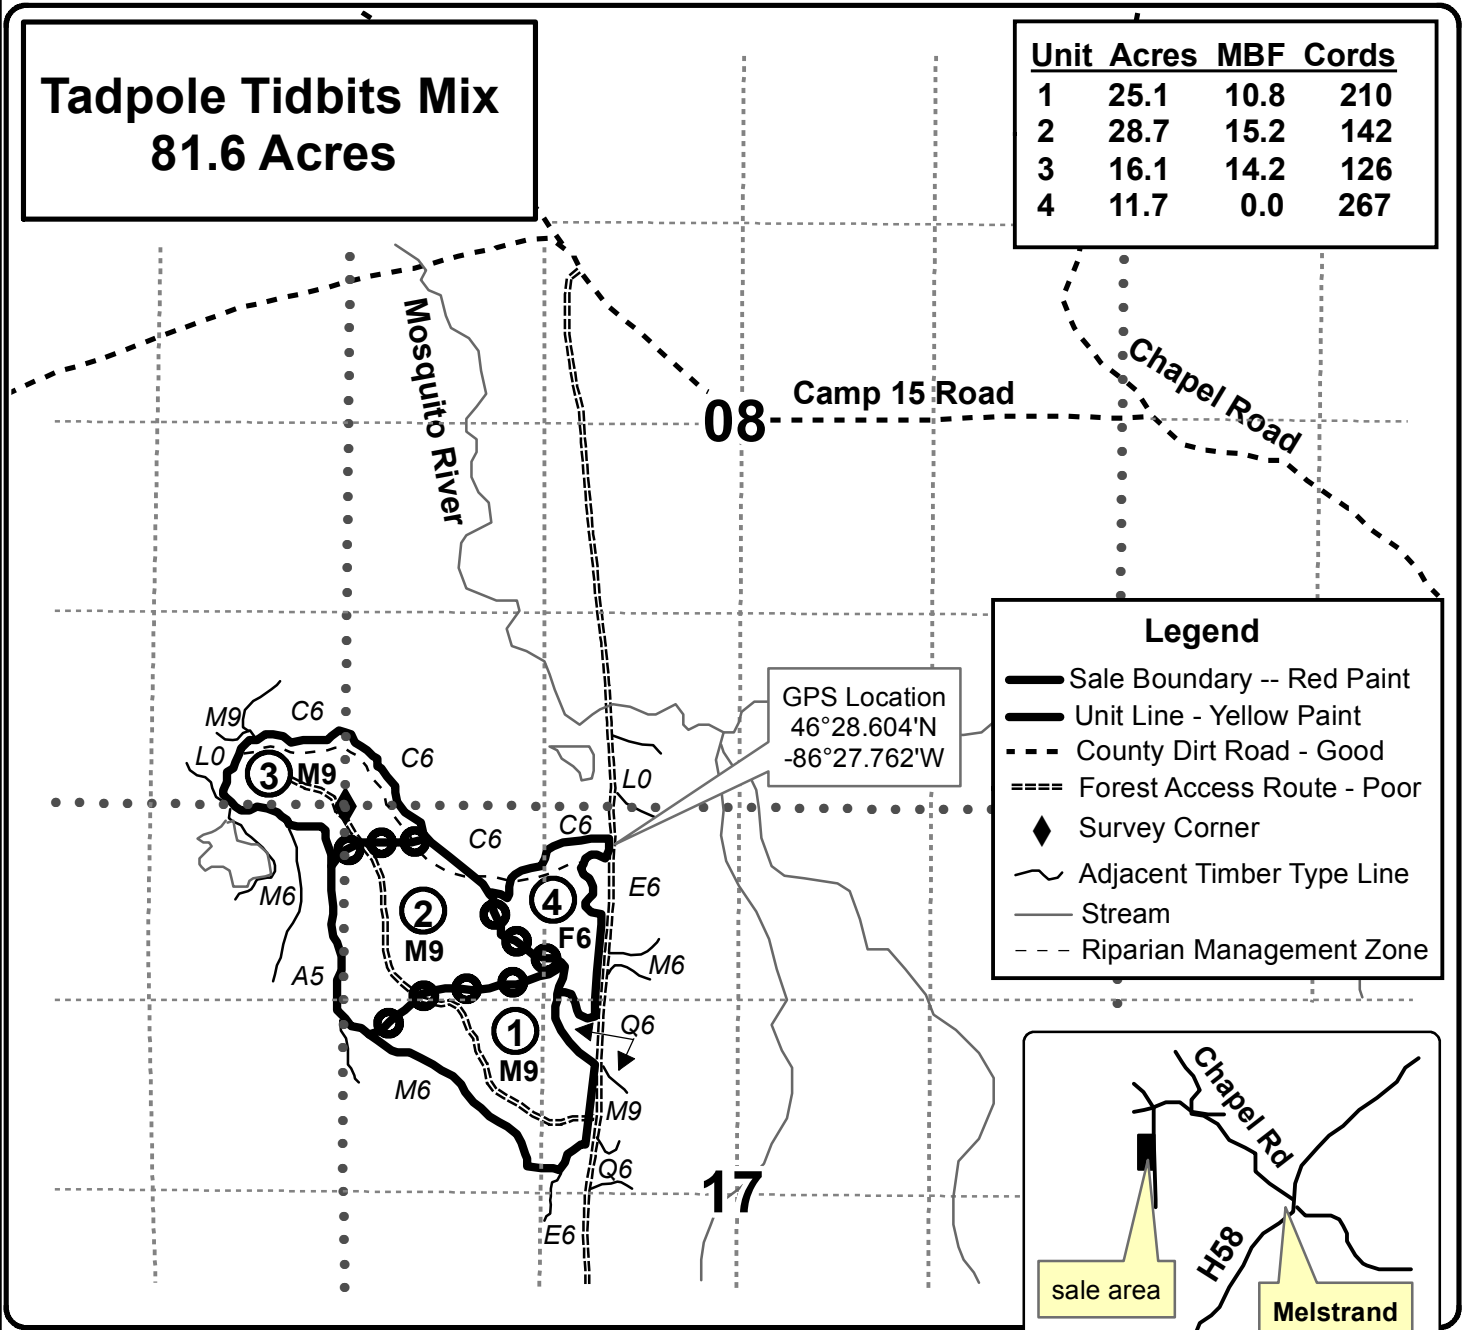 Tadpole Tidbits Mix
81.6 Acres
Unit Acres MBF Cords
1 25.1 10.8 210
2 28.7 15.2 142
3 16.1 14.2 126
4 11.7 0.0 267
Mosquito River
Chapel Road
Camp 15 Road
08
Legend
Sale Boundary -- Red Paint
Unit Line - Yellow Paint
County Dirt Road - Good
Forest Access Route - Poor
Survey Corner
Adjacent Timber Type Line
Stream
Riparian Management Zone
GPS Location
46°28.604'N
-86°27.762'W
M9
C6
L0
C6
3 M9
L0
C6
C6
M6
E6
2
M9
4
F6
A5
M6
1
M9
Q6
M6
M9
Q6
E6
17
Chapel Rd
H58
sale area
Melstrand